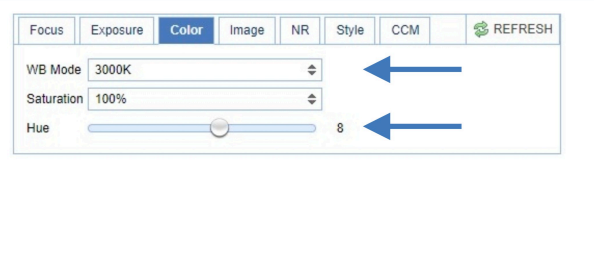 Focus Exposure Color Image NR Style CCM REFRESH
WB Mode 3000K
Saturation 100%
Hue 8